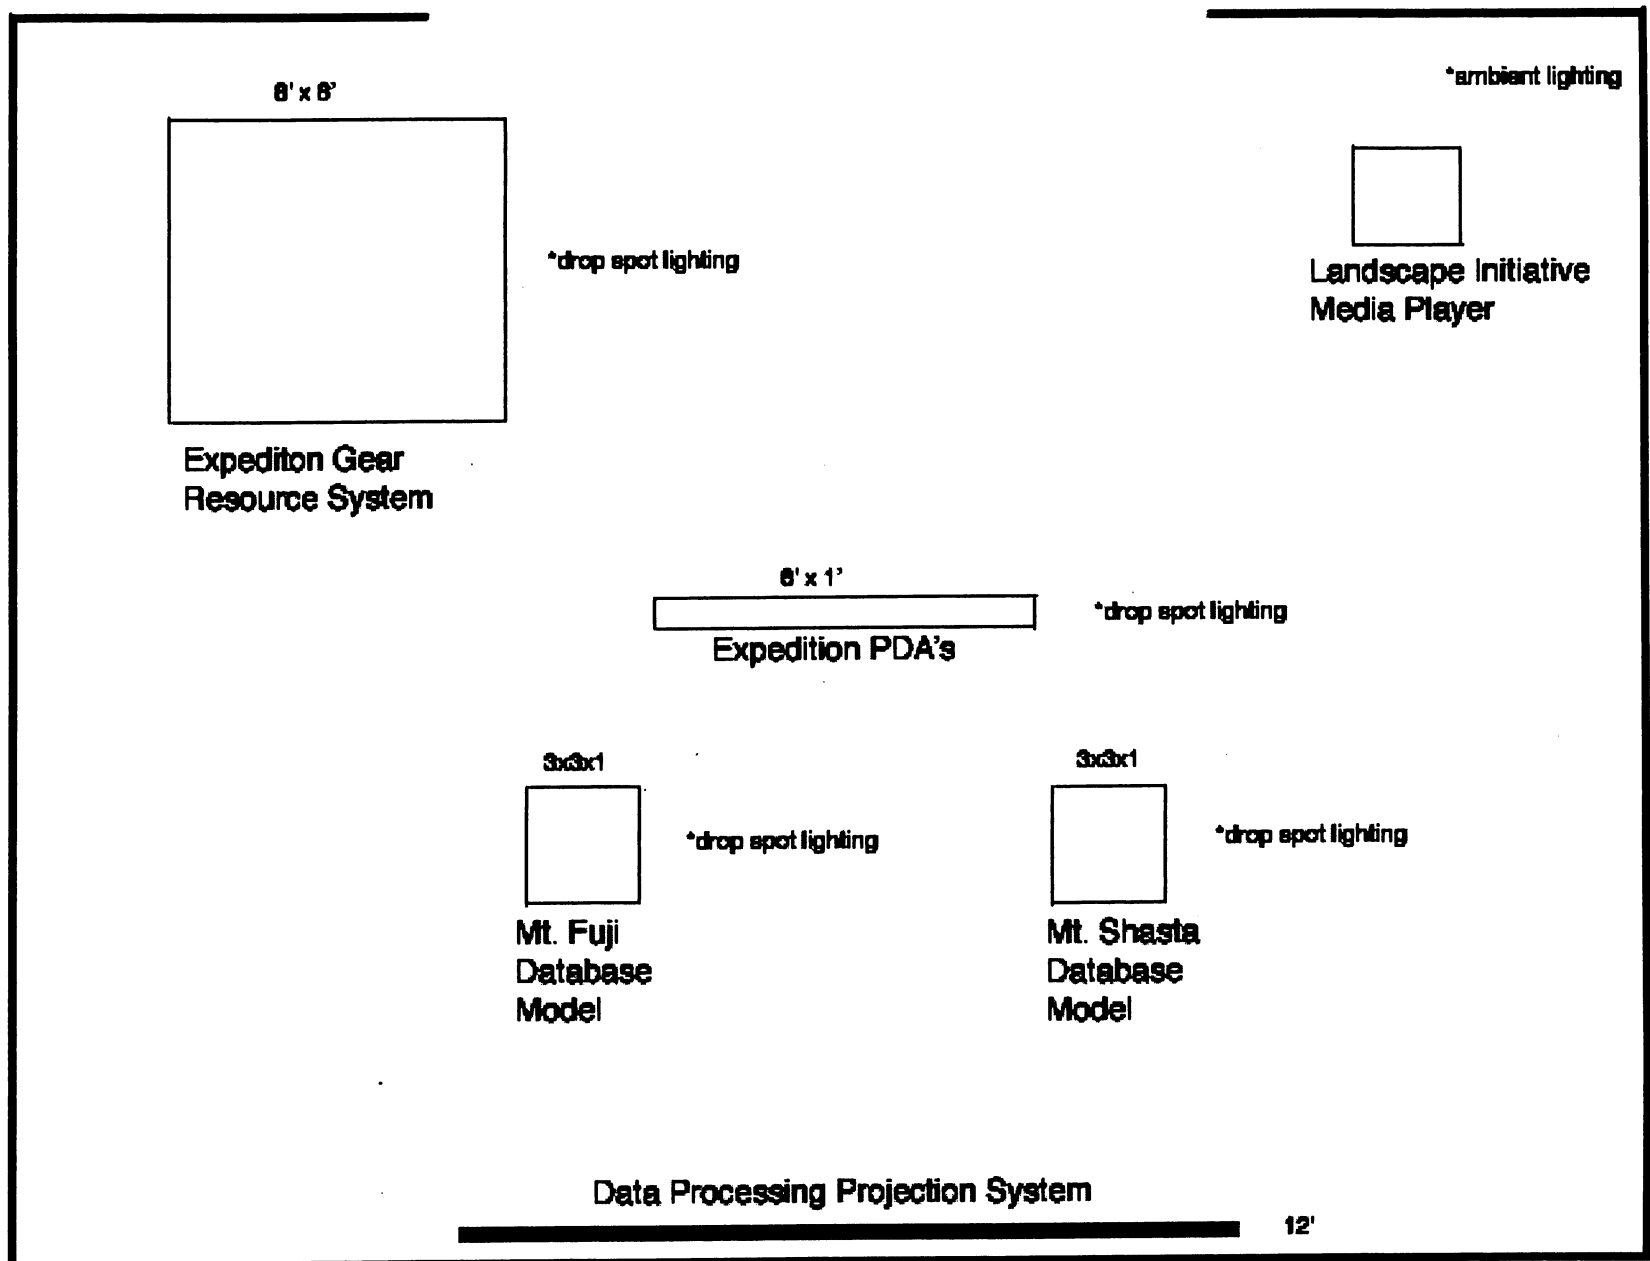 *ambient lighting
6' x 6'
*drop spot lighting
Landscape Initiative
Media Player
Expediton Gear
Resource System
6' x 1'
*drop spot lighting
Expedition PDA's
3x3x1
3x3x1
*drop spot lighting
*drop spot lighting
Mt. Fuji
Database
Model
Mt. Shasta
Database
Model
Data Processing Projection System
12'